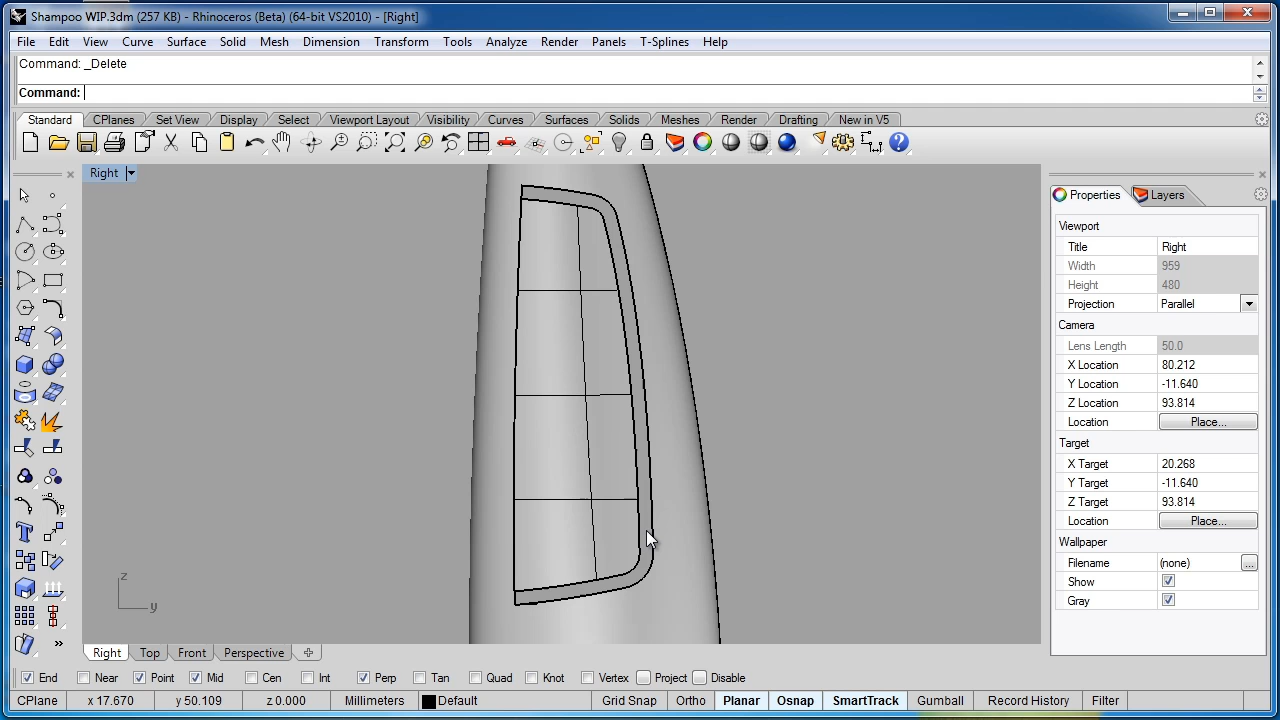 Shampoo WIP.3dm (257 KB) - Rhinoceros (Beta) (64-bit VS2010) - [Right]
File Edit View Curve Surface Solid Mesh Dimension Transform Tools Analyze Render Panels T-Splines Help
Command: _Delete
Command:
Standard CPlanes Set View Display Select Viewport Layout Visibility Curves Surfaces Solids Meshes Render Drafting New in V5
Right
Properties Layers
Viewport
Title Right
Width 959
Height 480
Projection Parallel
Camera
Lens Length 50.0
X Location 80.212
Y Location -11.640
Z Location 93.814
Location Place...
Target
X Target 20.268
Y Target -11.640
Z Target 93.814
Location Place...
Wallpaper
Filename (none) ...
Show
Gray
z
y
Right Top Front Perspective
End Near Point Mid Cen Int Perp Tan Quad Knot Vertex Project Disable
CPlane x 17.670 y 50.109 z 0.000 Millimeters Default Grid Snap Ortho Planar Osnap SmartTrack Gumball Record History Filter